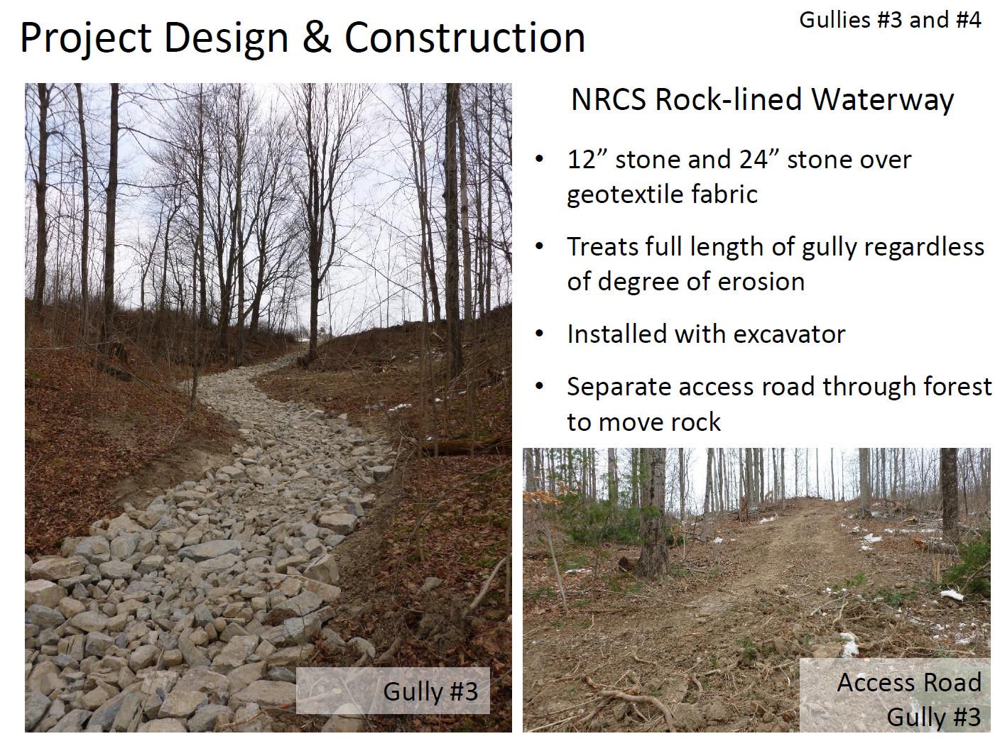 Project Design & Construction
Gullies #3 and #4
NRCS Rock-lined Waterway
• 12” stone and 24” stone over
geotextile fabric
• Treats full length of gully regardless
of degree of erosion
• Installed with excavator
• Separate access road through forest
to move rock
Gully #3
Access Road
Gully #3